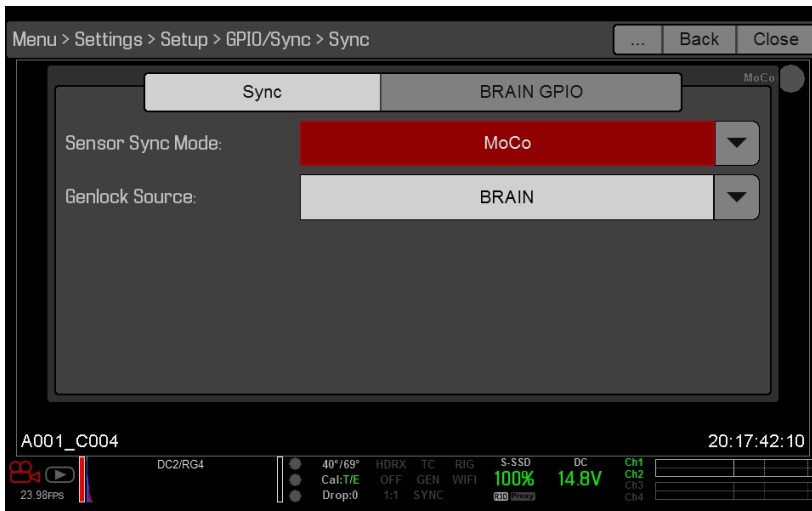 Menu > Settings > Setup > GPIO/Sync > Sync ... Back Close
MoCo
Sync BRAIN GPIO
Sensor Sync Mode: MoCo
Genlock Source: BRAIN
A001_C004 20:17:42:10
DC2/RG4 40°/69° HDRX TC RIG S-SSD DC Ch1
Cal:T/E OFF GEN WIFI 100% 14.8V Ch2
23.98FPS Drop:0 1:1 SYNC R3D Proxy Ch3
Ch4